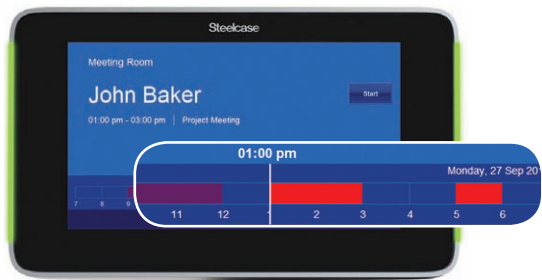 Steelcase
Meeting Room
John Baker
Start
01:00 pm - 03:00 pm | Project Meeting
01:00 pm
Monday, 27 Sep 201
7 8 9 11 12 1 2 3 4 5 6